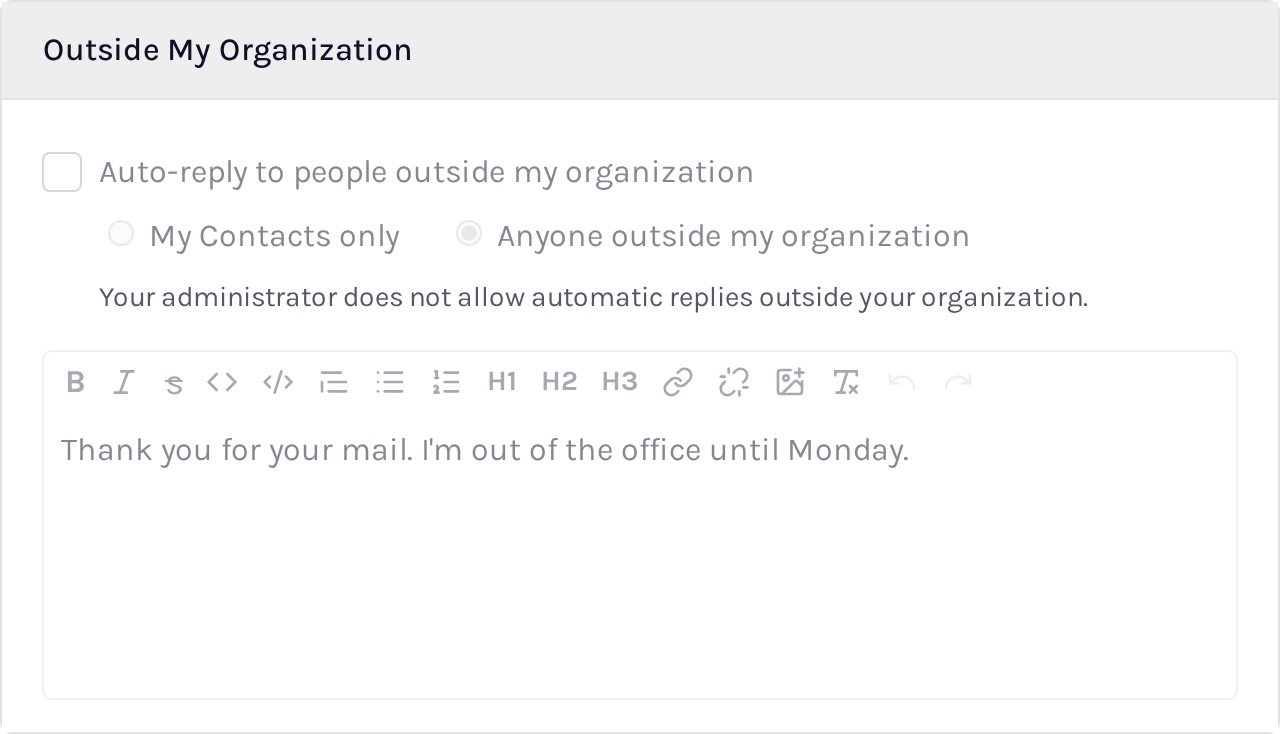 Outside My Organization
Auto-reply to people outside my organization
My Contacts only Anyone outside my organization
Your administrator does not allow automatic replies outside your organization.
B I S <> </> H1 H2 H3
Thank you for your mail. I'm out of the office until Monday.